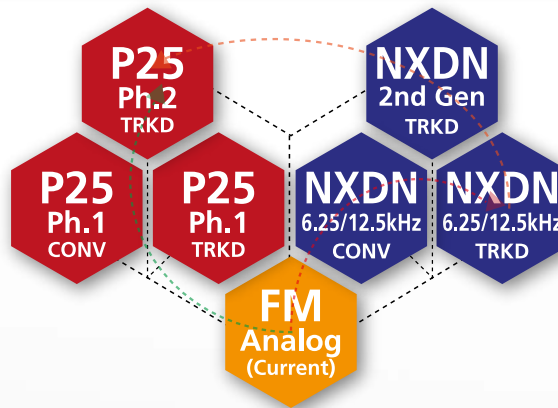 P25
Ph.2
TRKD
NXDN
2nd Gen
TRKD
P25
Ph.1
CONV
P25
Ph.1
TRKD
NXDN
6.25/12.5kHz
CONV
NXDN
6.25/12.5kHz
TRKD
FM
Analog
(Current)